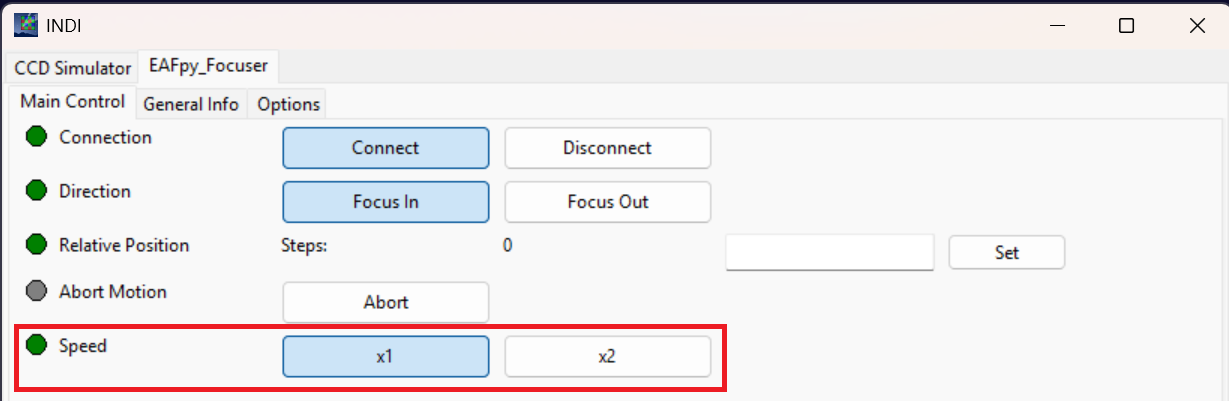 INDI
CCD Simulator EAFpy_Focuser
Main Control General Info Options
Connection Connect Disconnect
Direction Focus In Focus Out
Relative Position Steps: 0 Set
Abort Motion Abort
Speed x1 x2